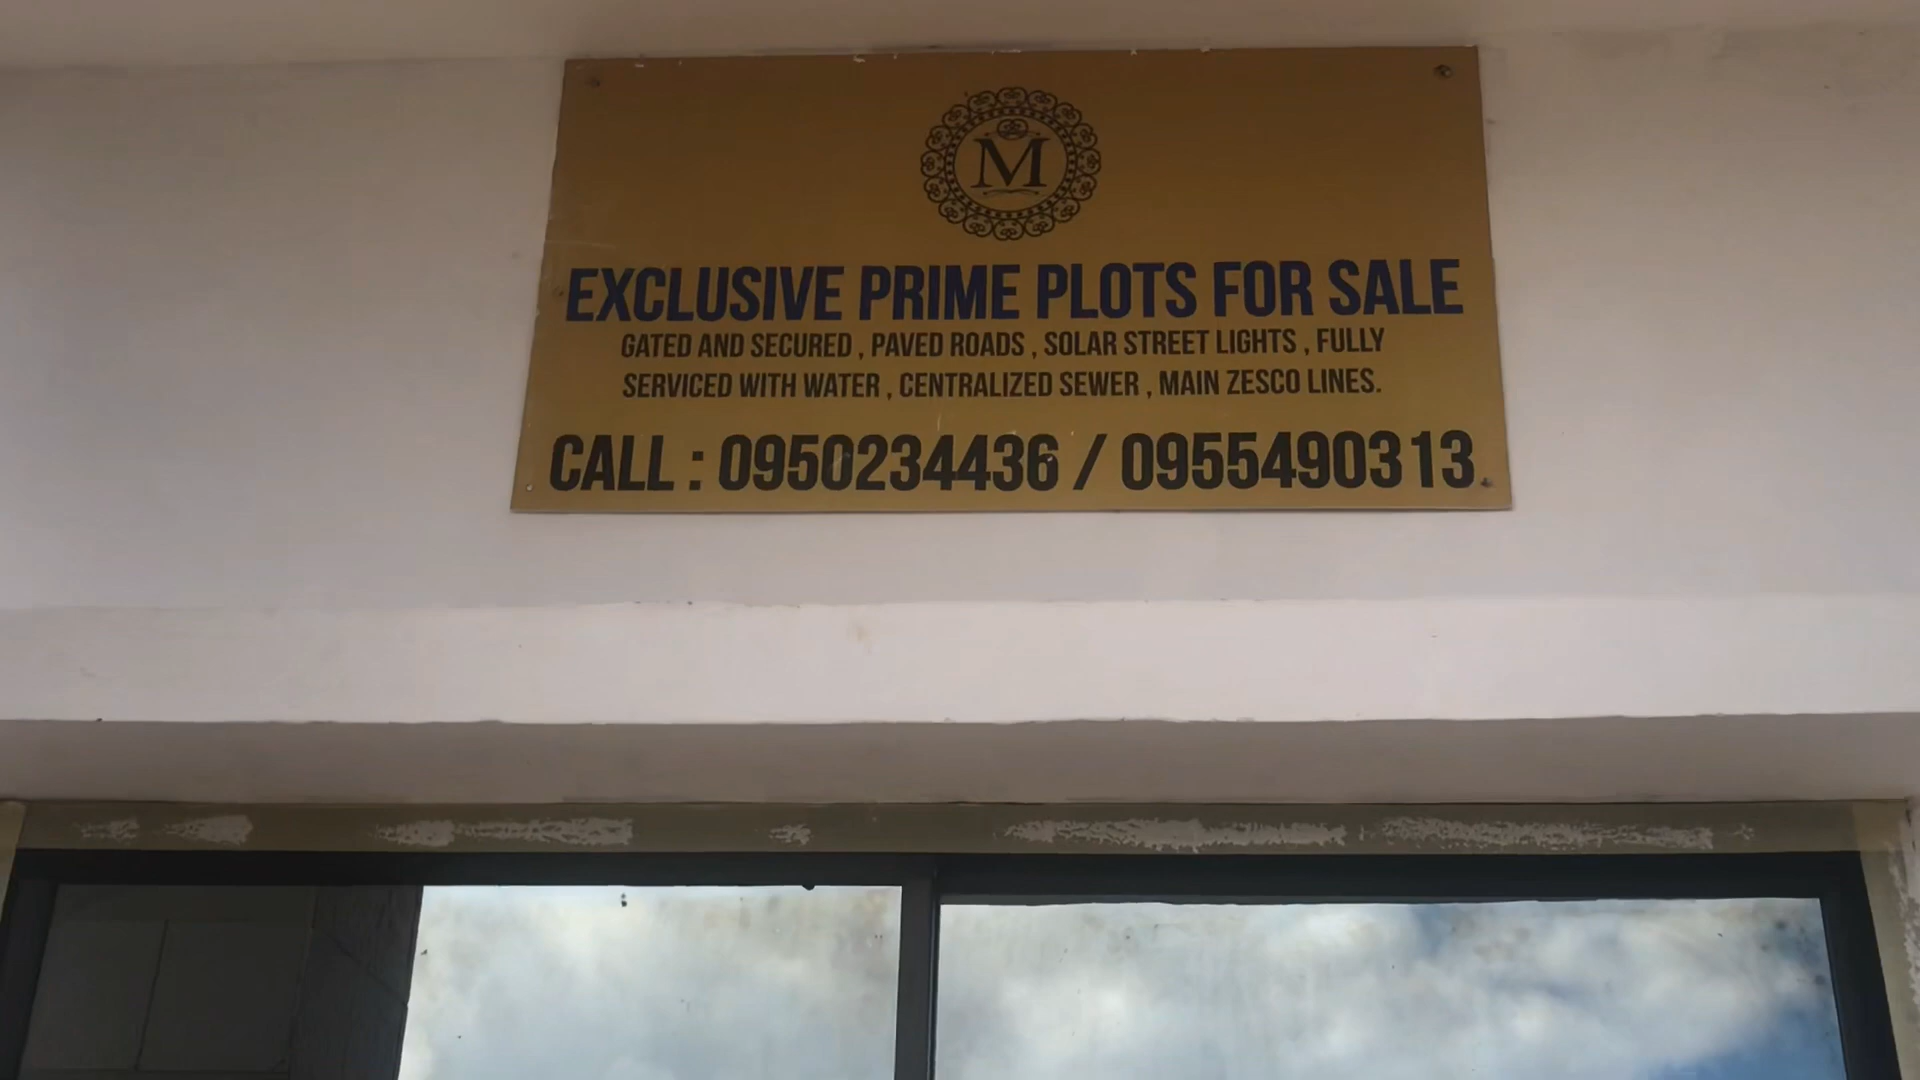 M
EXCLUSIVE PRIME PLOTS FOR SALE
GATED AND SECURED , PAVED ROADS , SOLAR STREET LIGHTS , FULLY
SERVICED WITH WATER , CENTRALIZED SEWER , MAIN ZESCO LINES.
CALL : 0950234436 / 0955490313.